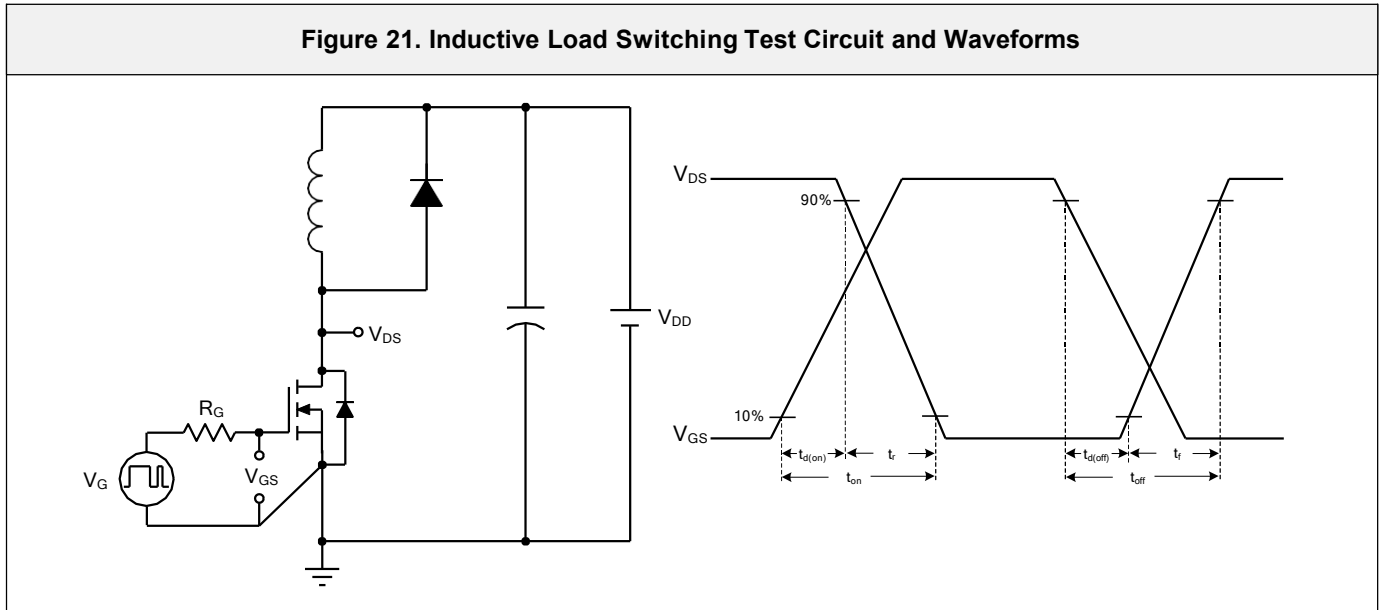 Figure 21. Inductive Load Switching Test Circuit and Waveforms
VDS
VDD
RG
VG
VGS
VDS
90%
10%
VGS
td(on)
tr
ton
td(off)
tf
toff